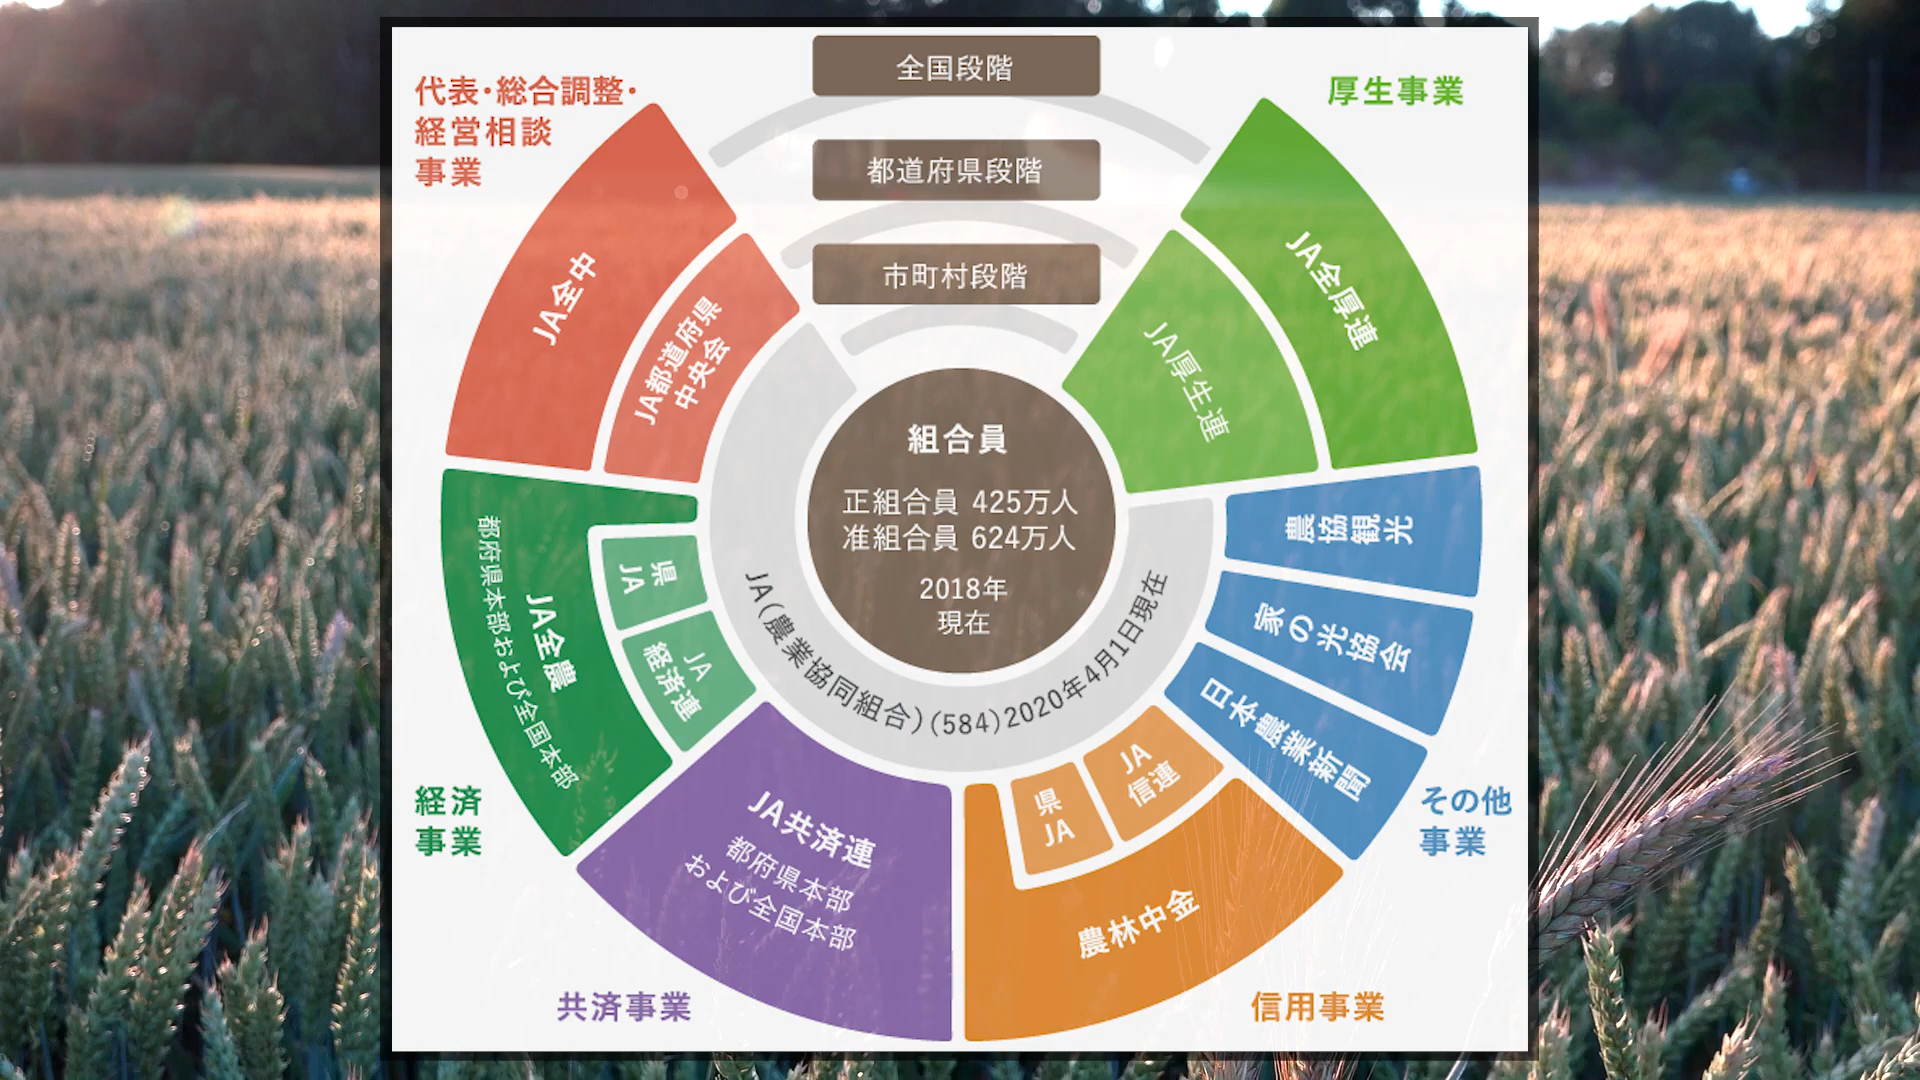 代表・総合調整・
経営相談
事業
全国段階
都道府県段階
市町村段階
厚生事業
JA全中
JA都道府県
中央会
JA全厚連
JA厚生連
組合員
正組合員 425万人
准組合員 624万人
2018年
現在
JA(農業協同組合)(584)2020年4月1日現在
農協観光
家の光協会
日本農業新聞
その他
事業
JA全農
都府県本部および全国本部
県
JA
JA
経済連
経済
事業
JA共済連
都府県本部
および全国本部
共済事業
県
JA
JA
信連
農林中金
信用事業